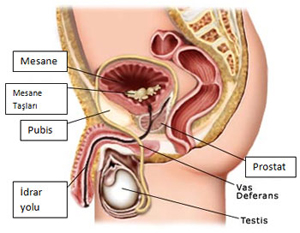 Mesane
Mesane
Taşları
Pubis
İdrar
yolu
Prostat
Vas
Deferans
Testis